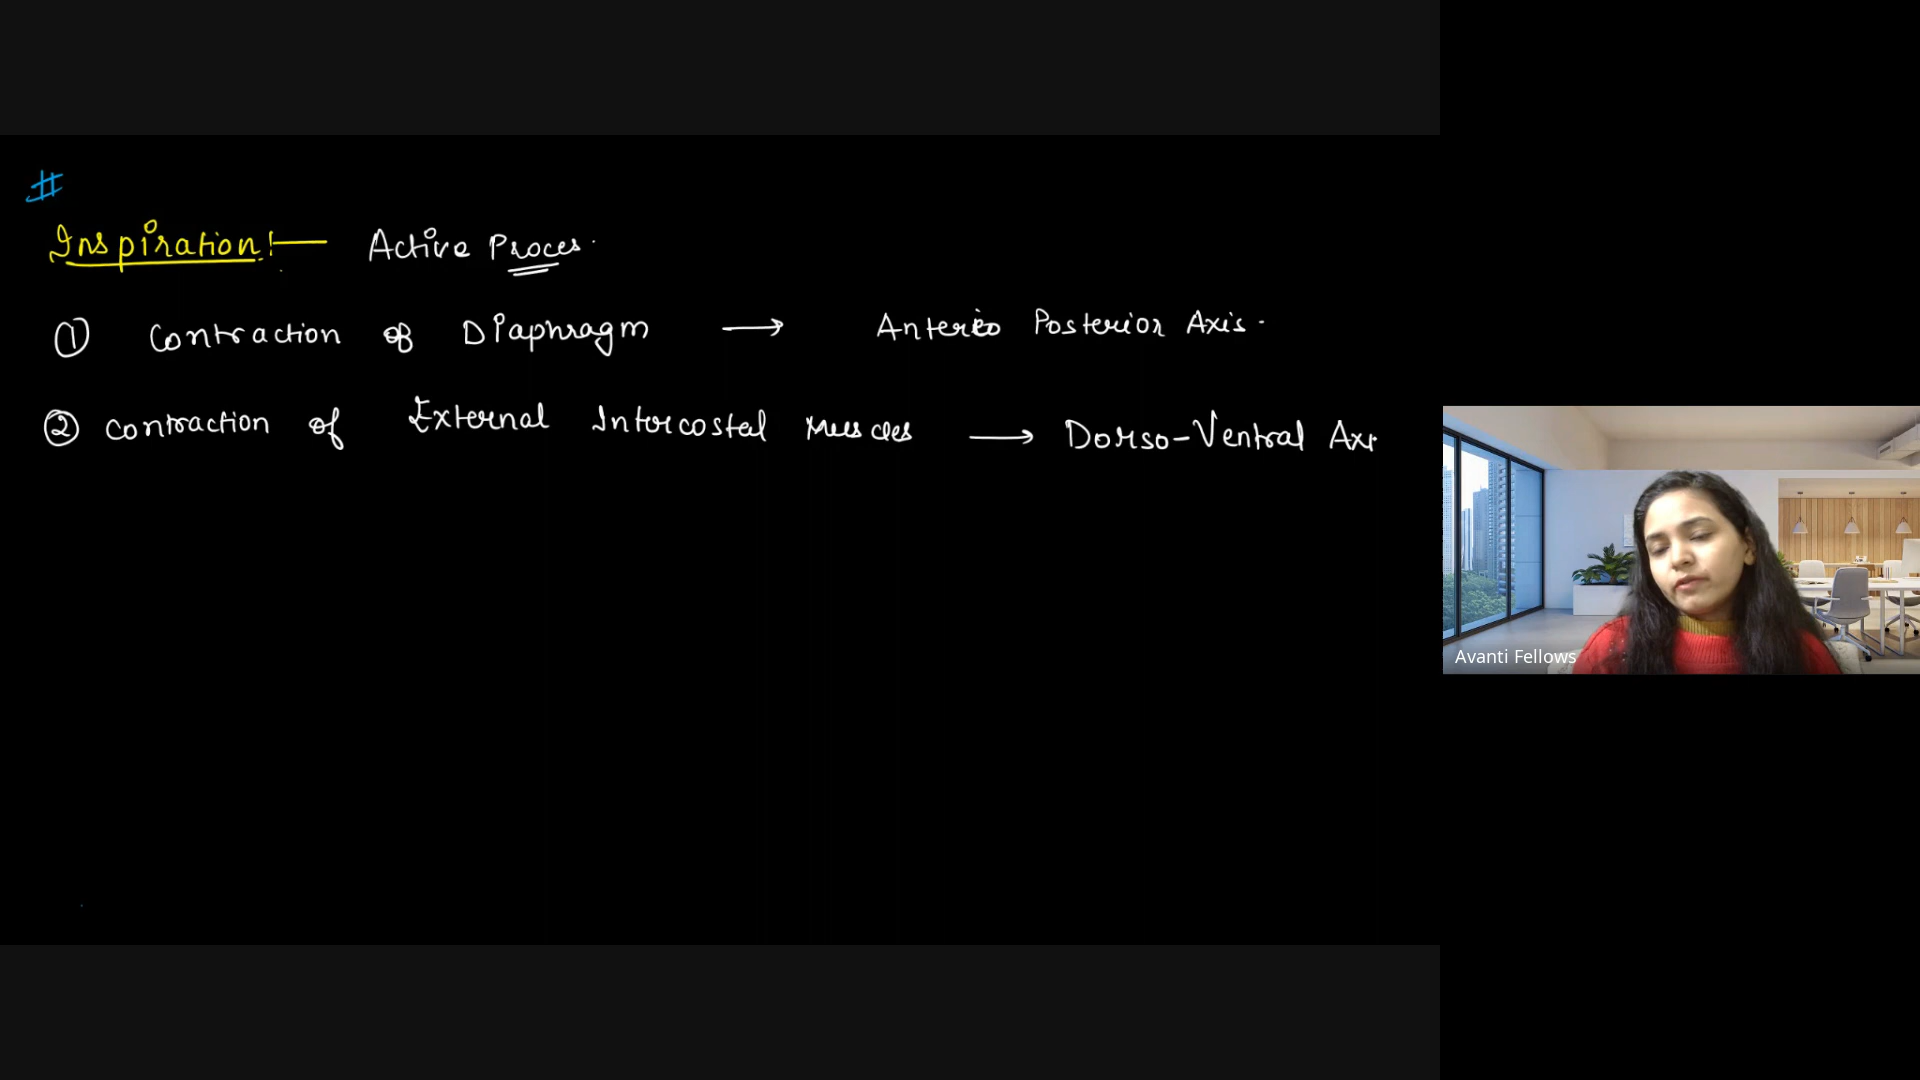 #
Inspiration:— Active Proces.
① Contraction of Diaphragm → Anterio Posterior Axis.
② contraction of External Intercostal Muscles → Dorso-Ventral Axi
Avanti Fellows